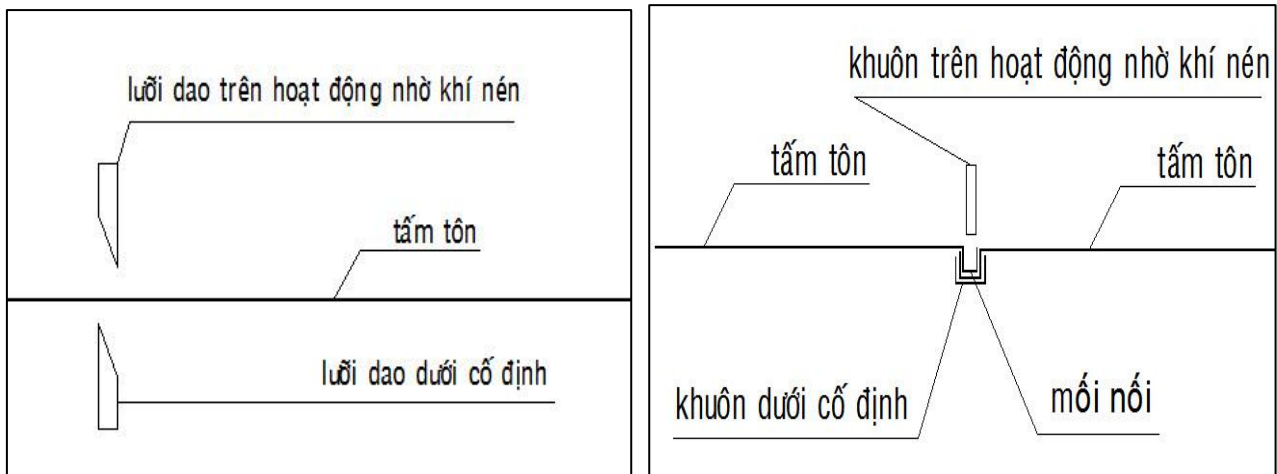 lưỡi dao trên hoạt động nhờ khí nén
tấm tôn
lưỡi dao dưới cố định
khuôn trên hoạt động nhờ khí nén
tấm tôn
tấm tôn
khuôn dưới cố định
mối nối